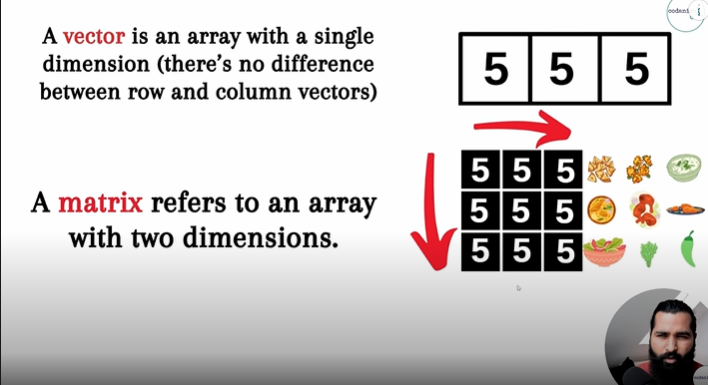 A vector is an array with a single
dimension (there's no difference
between row and column vectors)
5 5 5
A matrix refers to an array
with two dimensions.
5 5 5
5 5 5
5 5 5